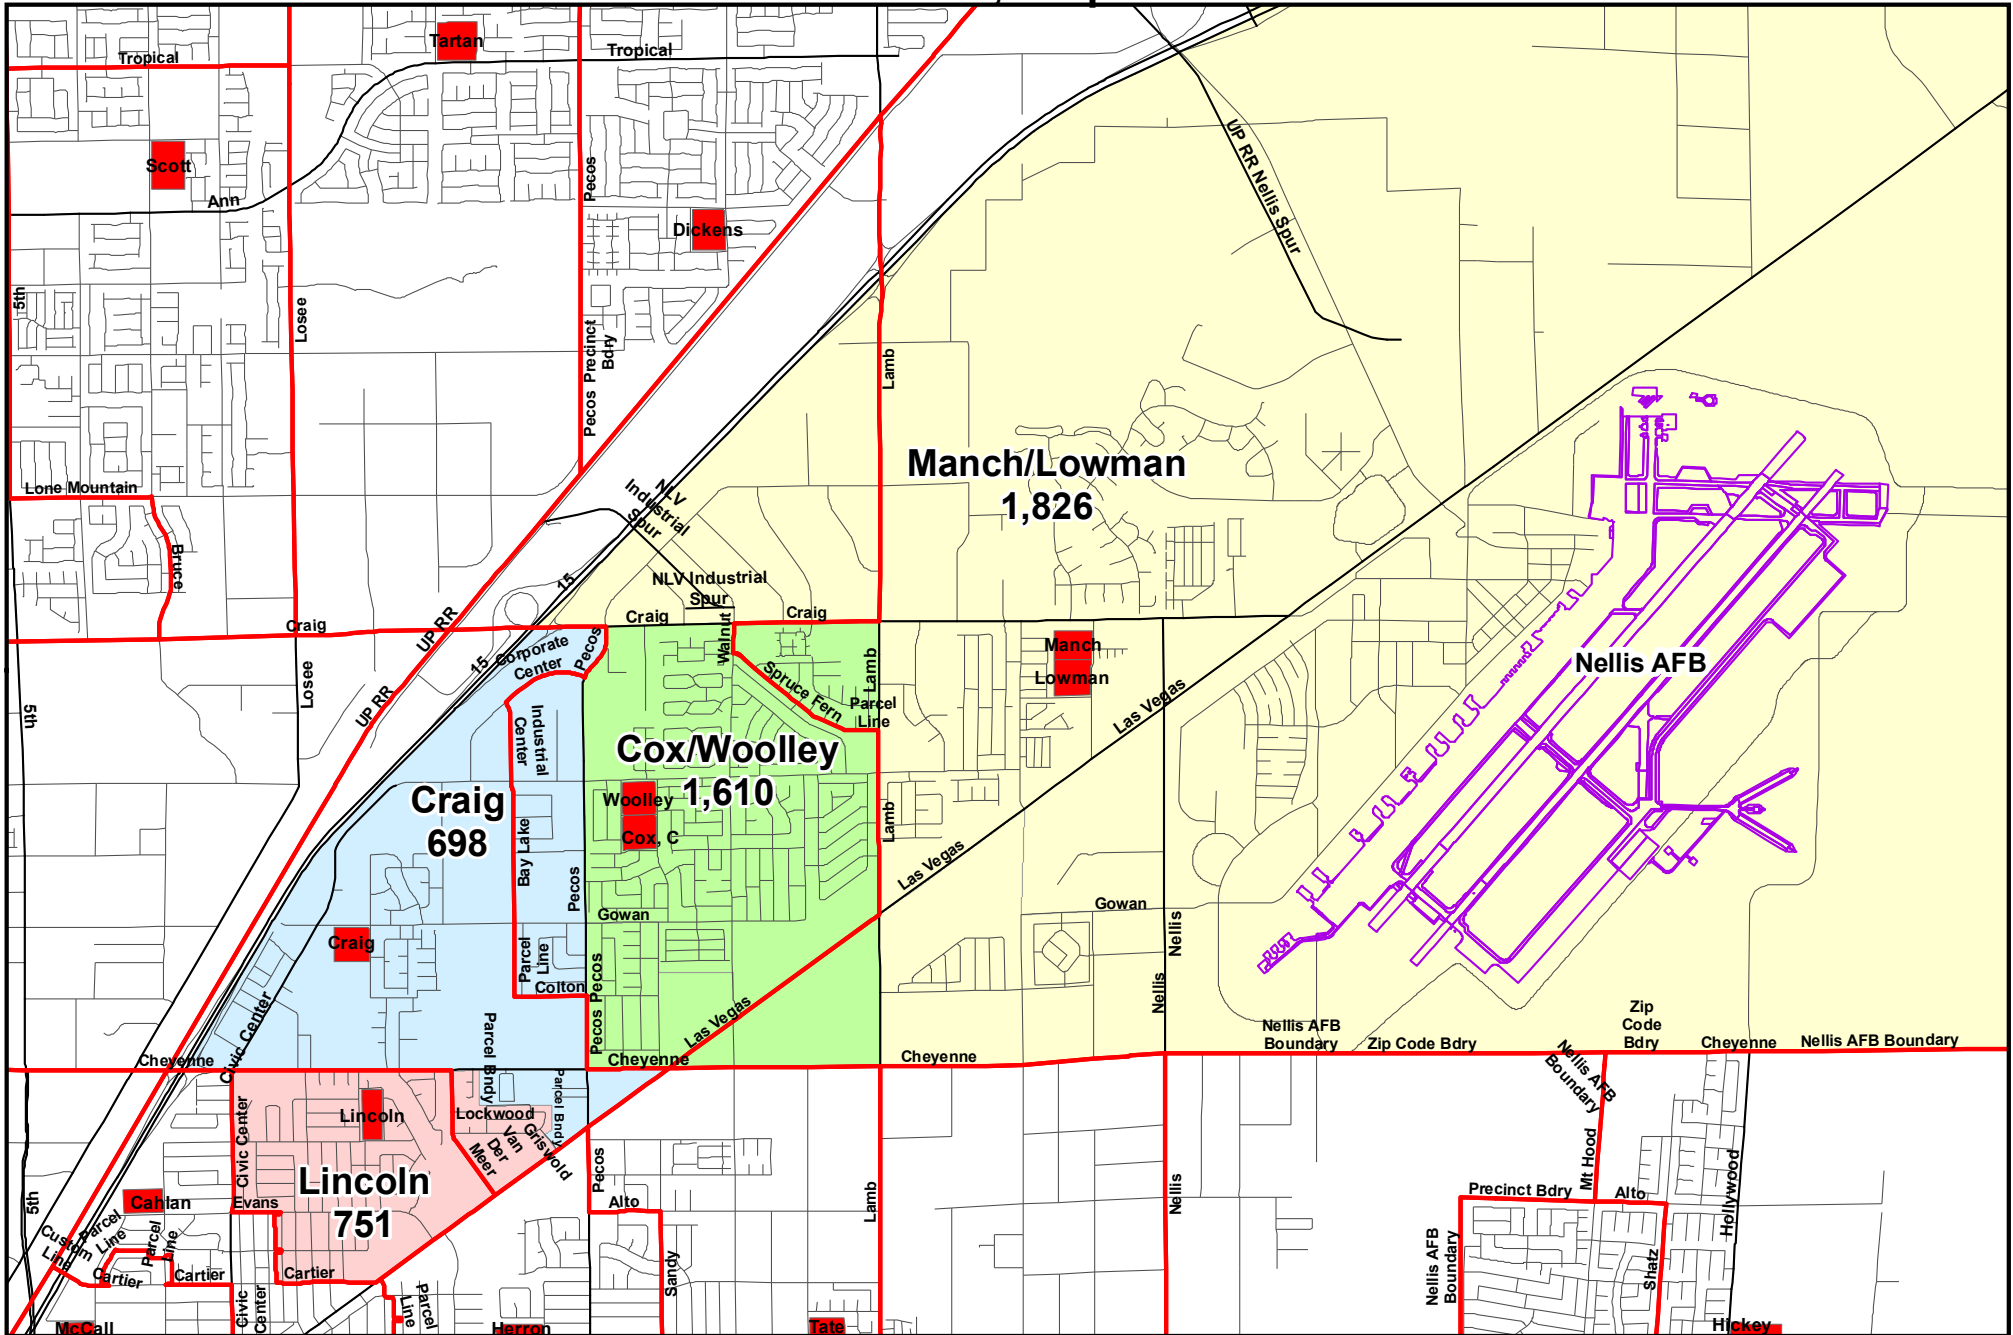 Tartan
Tropical
Tropical
Scott
Ann
Pecos
Dickens
UP RR Nellis Spur
5th
Losee
Pecos Precinct
Bdry
Lamb
Manch/Lowman
1,826
Lone Mountain
NLV
Industrial
Spur
Bruce
15
NLV Industrial
Spur
Craig
Craig
Craig
UP RR
15
Corporate
Center
Pecos
Walnut
Manch
Lowman
Nellis AFB
Losee
UP RR
5th
Spruce Fern
Lamb
Parcel
Line
Las Vegas
Industrial
Center
Cox/Woolley
1,610
Craig
698
Woolley
Cox, C
Bay Lake
Lamb
Las Vegas
Pecos
Gowan
Gowan
Craig
Nellis
Parcel
Line
Colton
Pecos
Nellis
Civic Center
Parcel Bndy
Pecos
Las Vegas
Zip
Code
Bdry
Nellis AFB
Boundary
Zip Code Bdry
Cheyenne
Nellis AFB Boundary
Cheyenne
Cheyenne
Cheyenne
Nellis AFB
Boundary
Parcel Bndy
Lincoln
Lockwood
Van
Der
Meer
Griswold
Civic Center
Lincoln
751
Pecos
Mt Hood
Hollywood
5th
Cahlan
Evans
Alto
Lamb
Nellis
Precinct Bdry
Alto
Custom
Line
Parcel
Line
Parcel
Line
Cartier
Cartier
Cartier
Sandy
Nellis AFB
Boundary
Shatz
Civic
Center
Parcel
Line
McCall
Herron
Tate
Hickey